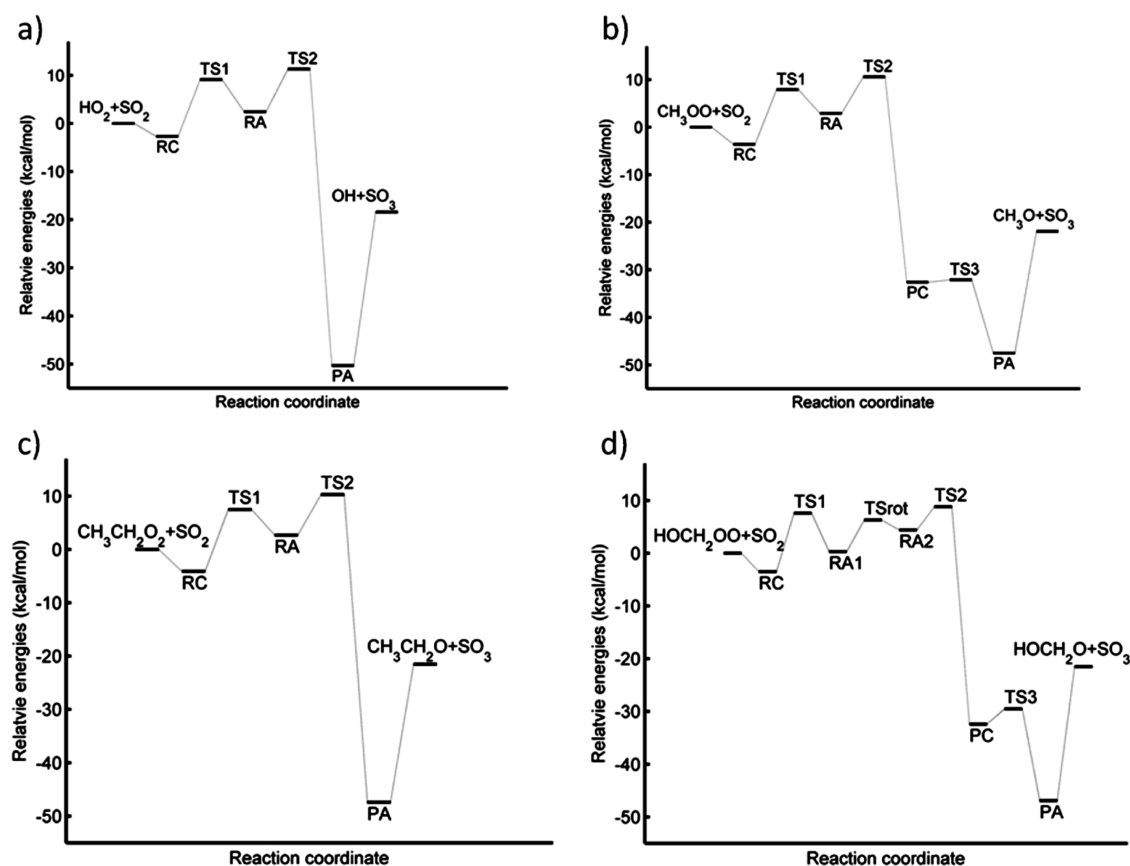 a)
Relatvie energies (kcal/mol)
10
0
-10
-20
-30
-40
-50
HO₂+SO₂
RC
TS1
RA
TS2
PA
OH+SO₃
Reaction coordinate
b)
Relatvie energies (kcal/mol)
10
0
-10
-20
-30
-40
-50
CH₃OO+SO₂
RC
TS1
RA
TS2
PC
TS3
PA
CH₃O+SO₃
Reaction coordinate
c)
Relatvie energies (kcal/mol)
10
0
-10
-20
-30
-40
-50
CH₃CH₂O₂+SO₂
RC
TS1
RA
TS2
PA
CH₃CH₂O+SO₃
Reaction coordinate
d)
Relatvie energies (kcal/mol)
10
0
-10
-20
-30
-40
-50
HOCH₂OO+SO₂
RC
TS1
RA1
TSrot
RA2
TS2
PC
TS3
PA
HOCH₂O+SO₃
Reaction coordinate